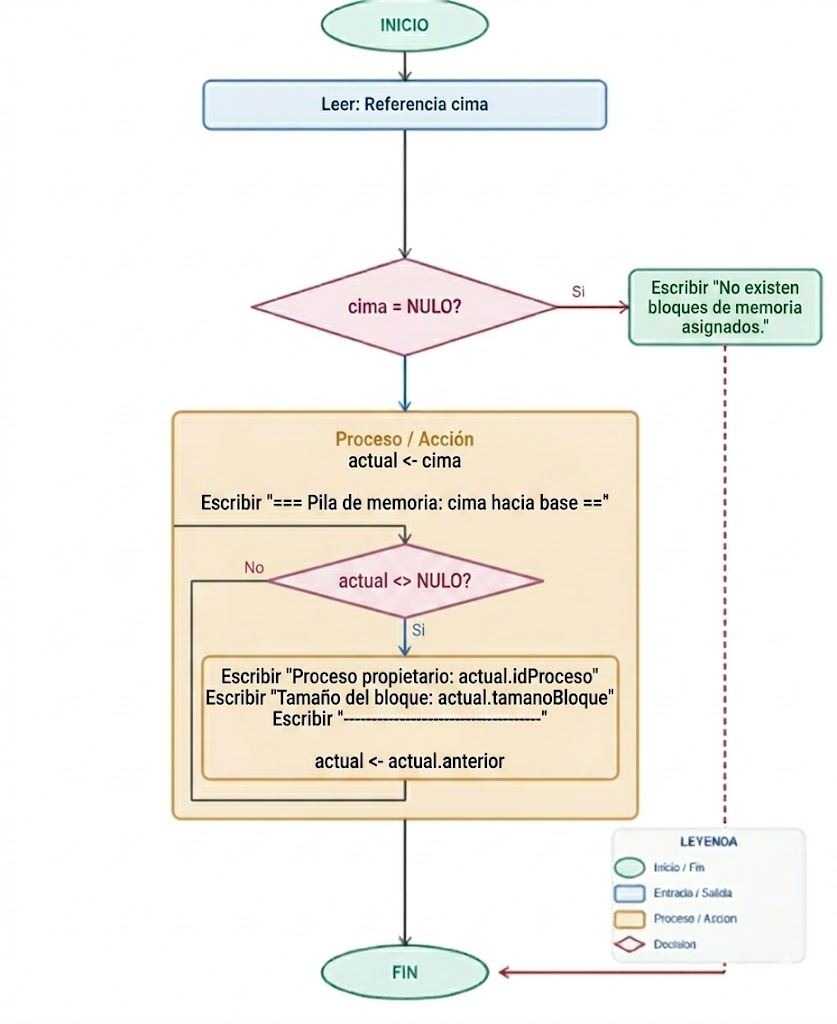 INICIO
Leer: Referencia cima
cima = NULO?
Si
Escribir "No existen
bloques de memoria
asignados."
Proceso / Acción
actual <- cima
Escribir "=== Pila de memoria: cima hacia base =="
No
actual <> NULO?
Si
Escribir "Proceso propietario: actual.idProceso"
Escribir "Tamaño del bloque: actual.tamanoBloque"
Escribir "------------------------------------"
actual <- actual.anterior
LEYENDA
Inicio / Fin
Entrada / Salida
Proceso / Accion
Decision
FIN